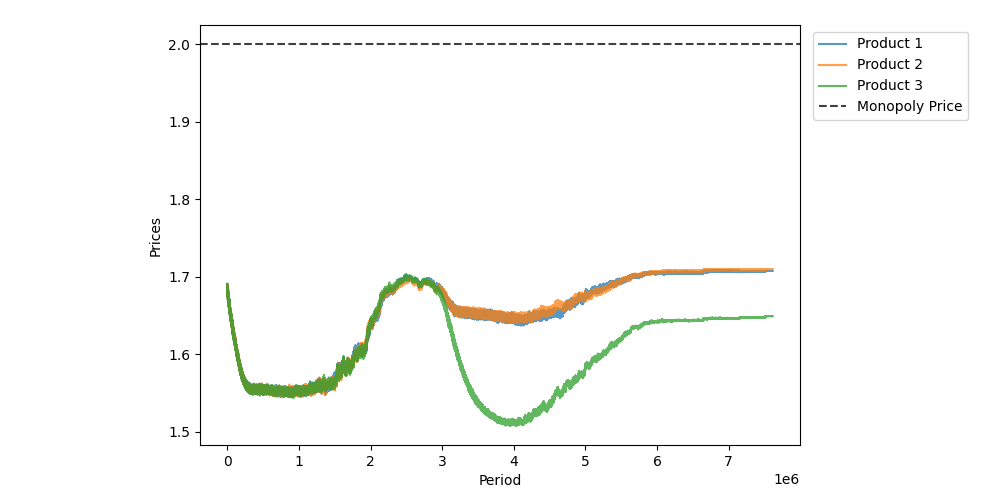 2.0
1.9
1.8
1.7
1.6
1.5
Prices
0 1 2 3 4 5 6 7
1e6
Period
Product 1
Product 2
Product 3
Monopoly Price